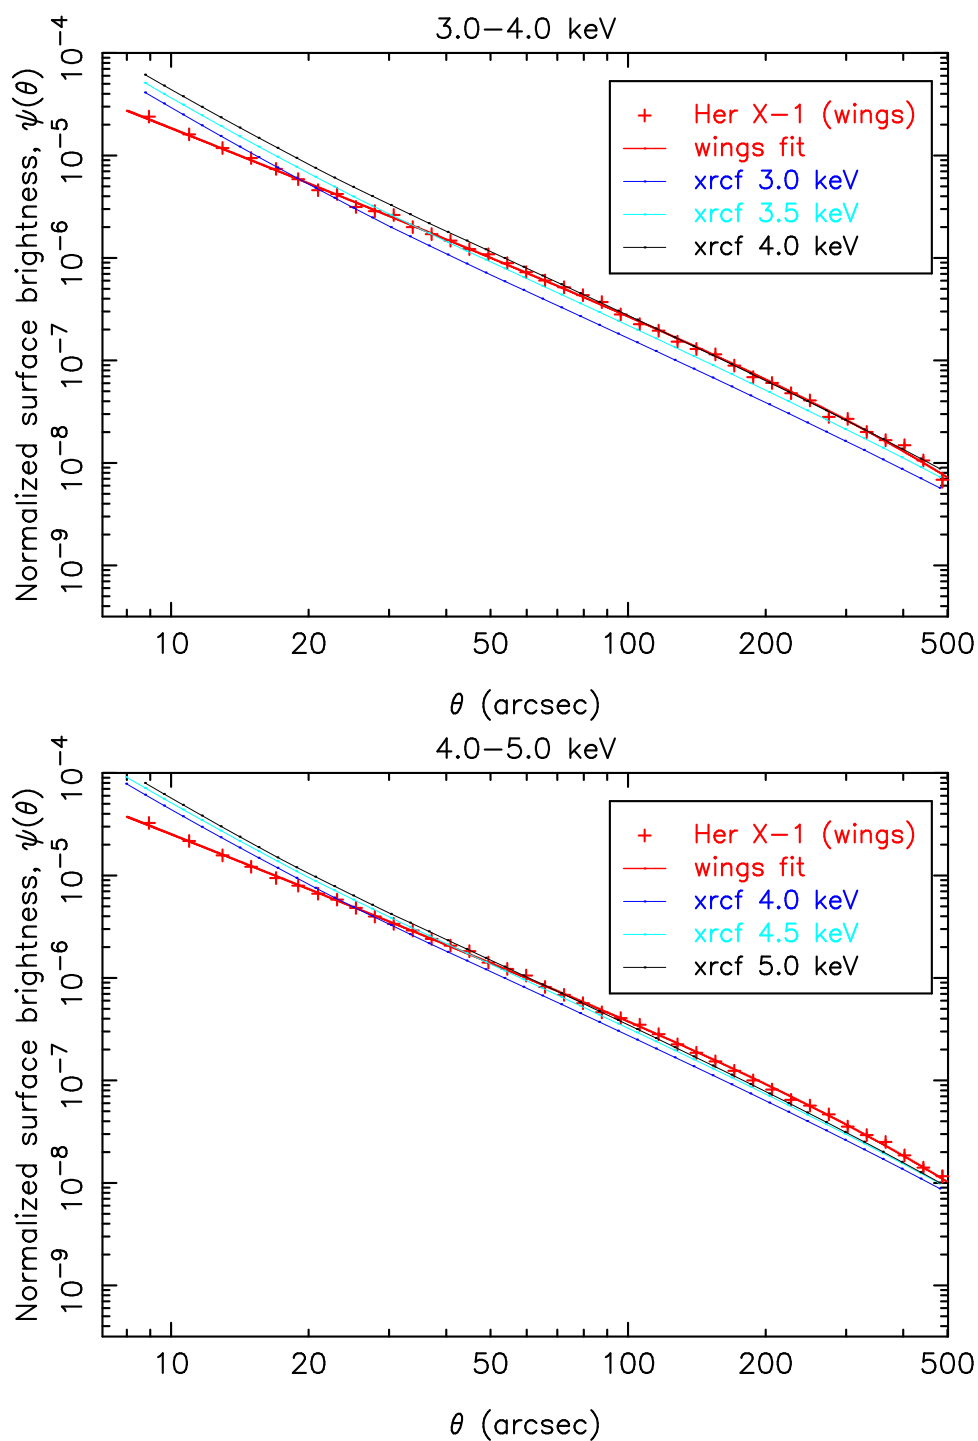 3.0−4.0 keV
Normalized surface brightness, ψ(θ)
10⁻⁴
10⁻⁵
10⁻⁶
10⁻⁷
10⁻⁸
10⁻⁹
Her X−1 (wings)
wings fit
xrcf 3.0 keV
xrcf 3.5 keV
xrcf 4.0 keV
10 20 50 100 200 500
θ (arcsec)
4.0−5.0 keV
Normalized surface brightness, ψ(θ)
10⁻⁴
10⁻⁵
10⁻⁶
10⁻⁷
10⁻⁸
10⁻⁹
Her X−1 (wings)
wings fit
xrcf 4.0 keV
xrcf 4.5 keV
xrcf 5.0 keV
10 20 50 100 200 500
θ (arcsec)